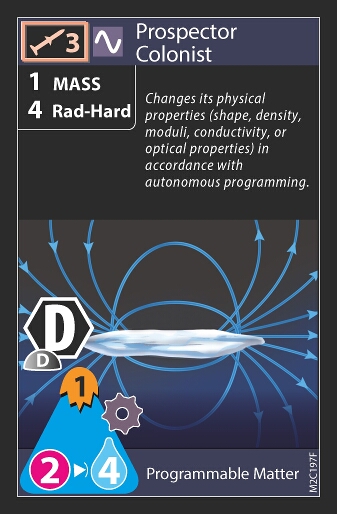 3 Prospector
Colonist
1 MASS
4 Rad-Hard
Changes its physical
properties (shape, density,
moduli, conductivity, or
optical properties) in
accordance with
autonomous programming.
D
D
1
2 4
Programmable Matter
M2C197F